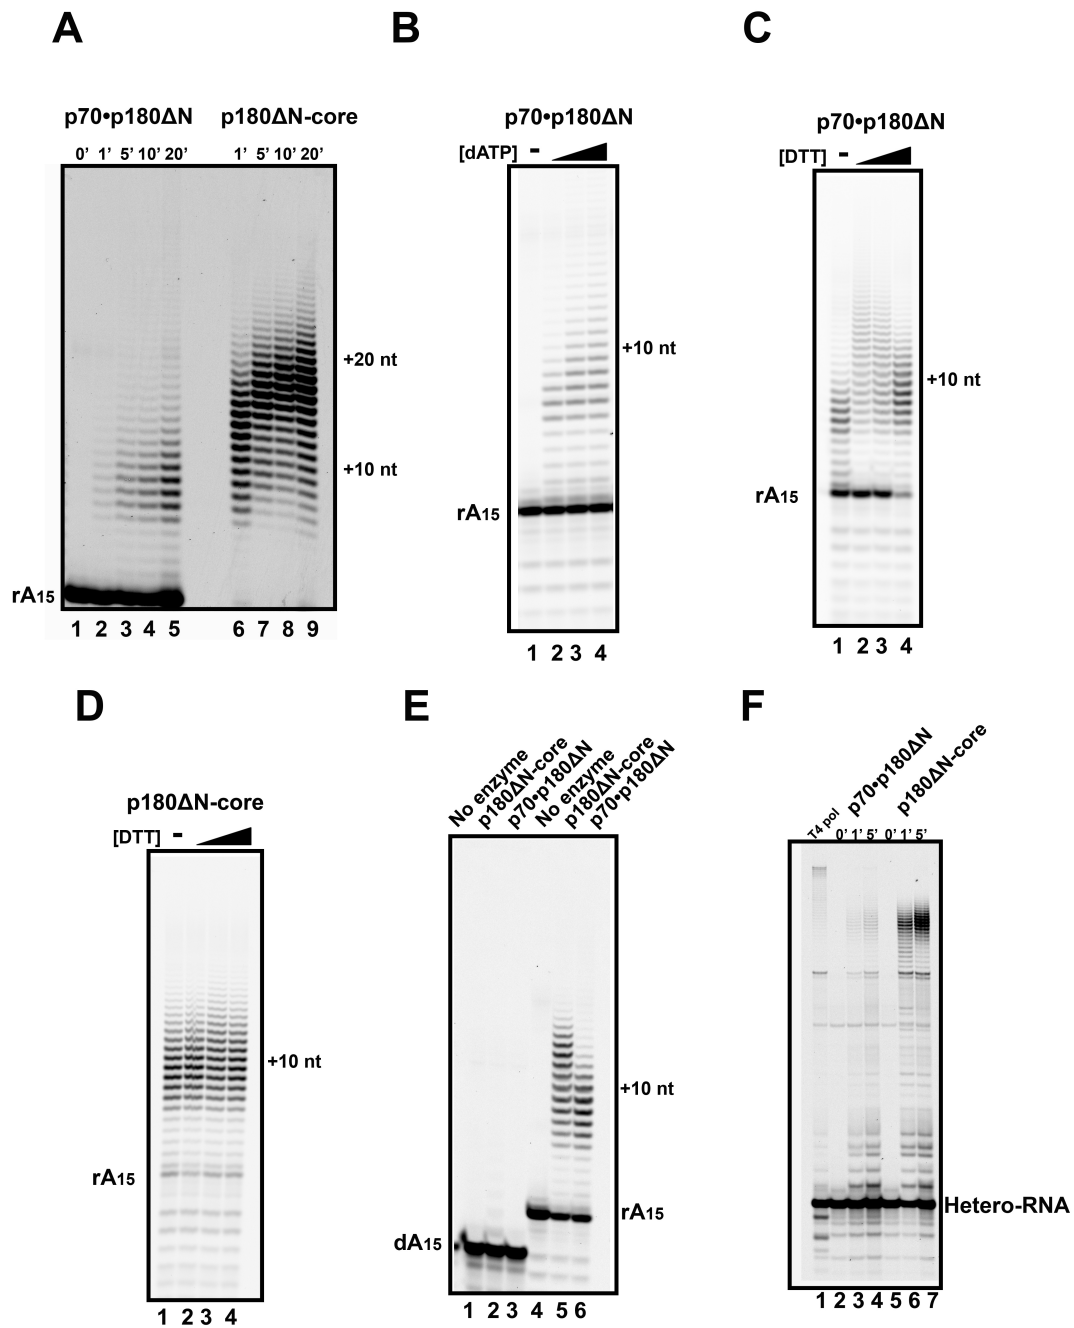 A
p70•p180ΔN p180ΔN-core
0' 1' 5' 10' 20' 1' 5' 10' 20'
+20 nt
+10 nt
rA15
1 2 3 4 5 6 7 8 9
B
p70•p180ΔN
[dATP] -
+10 nt
rA15
1 2 3 4
C
p70•p180ΔN
[DTT] -
+10 nt
rA15
1 2 3 4
D
p180ΔN-core
[DTT] -
+10 nt
rA15
1 2 3 4
E
No enzyme
p180ΔN-core
p70•p180ΔN
No enzyme
p180ΔN-core
p70•p180ΔN
+10 nt
rA15
dA15
1 2 3 4 5 6
F
T4 pol
p70•p180ΔN
p180ΔN-core
0' 1' 5' 0' 1' 5'
Hetero-RNA
1 2 3 4 5 6 7